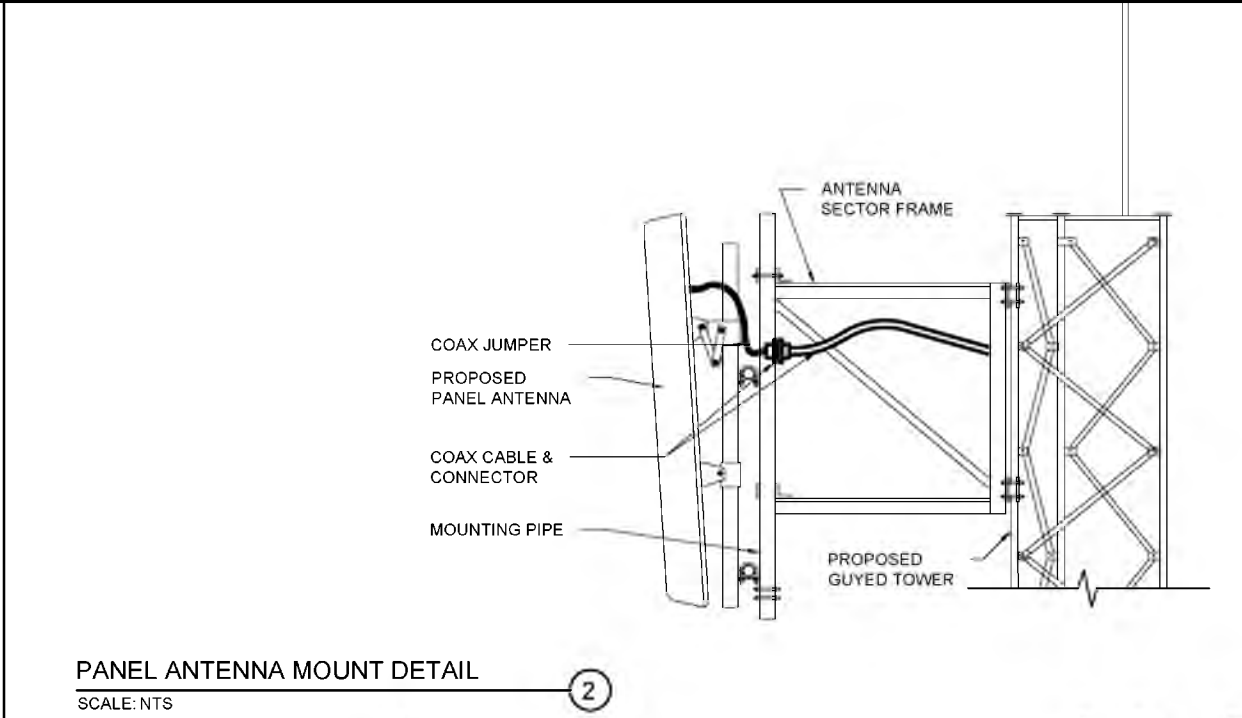 ANTENNA
SECTOR FRAME
COAX JUMPER
PROPOSED
PANEL ANTENNA
COAX CABLE &
CONNECTOR
MOUNTING PIPE
PROPOSED
GUYED TOWER
PANEL ANTENNA MOUNT DETAIL
2
SCALE: NTS